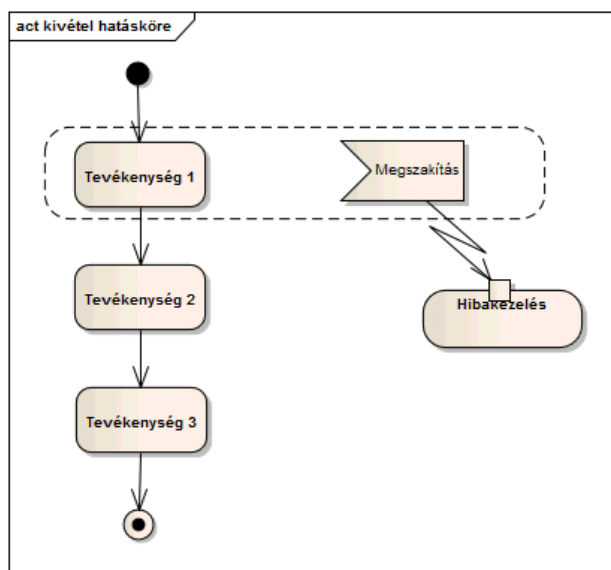 act kivétel hatásköre
Tevékenység 1
Megszakítás
Tevékenység 2
Hibakezelés
Tevékenység 3